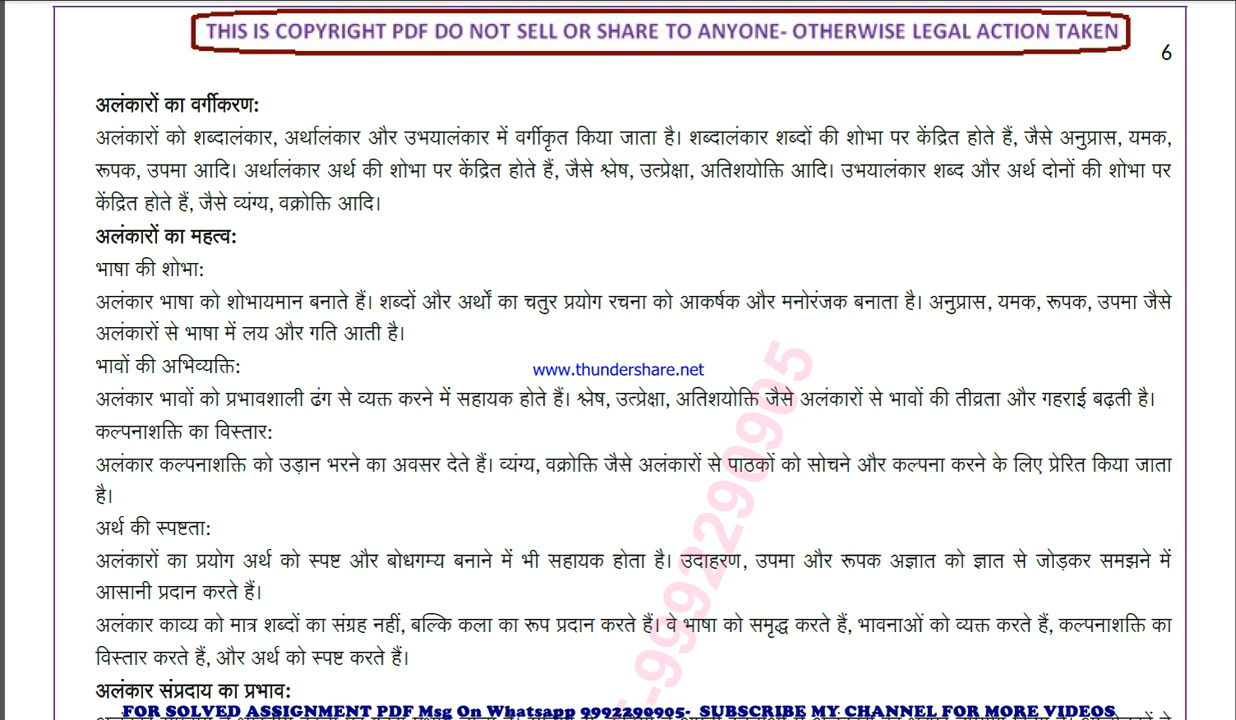 THIS IS COPYRIGHT PDF DO NOT SELL OR SHARE TO ANYONE- OTHERWISE LEGAL ACTION TAKEN
6
अलंकारों का वर्गीकरण:
अलंकारों को शब्दालंकार, अर्थालंकार और उभयालंकार में वर्गीकृत किया जाता है। शब्दालंकार शब्दों की शोभा पर केंद्रित होते हैं, जैसे अनुप्रास, यमक,
रूपक, उपमा आदि। अर्थालंकार अर्थ की शोभा पर केंद्रित होते हैं, जैसे श्लेष, उत्प्रेक्षा, अतिशयोक्ति आदि। उभयालंकार शब्द और अर्थ दोनों की शोभा पर
केंद्रित होते हैं, जैसे व्यंग्य, वक्रोक्ति आदि।
अलंकारों का महत्व:
भाषा की शोभा:
अलंकार भाषा को शोभायमान बनाते हैं। शब्दों और अर्थों का चतुर प्रयोग रचना को आकर्षक और मनोरंजक बनाता है। अनुप्रास, यमक, रूपक, उपमा जैसे
अलंकारों से भाषा में लय और गति आती है।
भावों की अभिव्यक्ति:
www.thundershare.net
अलंकार भावों को प्रभावशाली ढंग से व्यक्त करने में सहायक होते हैं। श्लेष, उत्प्रेक्षा, अतिशयोक्ति जैसे अलंकारों से भावों की तीव्रता और गहराई बढ़ती है।
कल्पनाशक्ति का विस्तार:
अलंकार कल्पनाशक्ति को उड़ान भरने का अवसर देते हैं। व्यंग्य, वक्रोक्ति जैसे अलंकारों से पाठकों को सोचने और कल्पना करने के लिए प्रेरित किया जाता
है।
अर्थ की स्पष्टता:
अलंकारों का प्रयोग अर्थ को स्पष्ट और बोधगम्य बनाने में भी सहायक होता है। उदाहरण, उपमा और रूपक अज्ञात को ज्ञात से जोड़कर समझने में
आसानी प्रदान करते हैं।
अलंकार काव्य को मात्र शब्दों का संग्रह नहीं, बल्कि कला का रूप प्रदान करते हैं। वे भाषा को समृद्ध करते हैं, भावनाओं को व्यक्त करते हैं, कल्पनाशक्ति का
विस्तार करते हैं, और अर्थ को स्पष्ट करते हैं।
अलंकार संप्रदाय का प्रभाव:
FOR SOLVED ASSIGNMENT PDF Msg On Whatsapp 9992290905- SUBSCRIBE MY CHANNEL FOR MORE VIDEOS
-9992290905